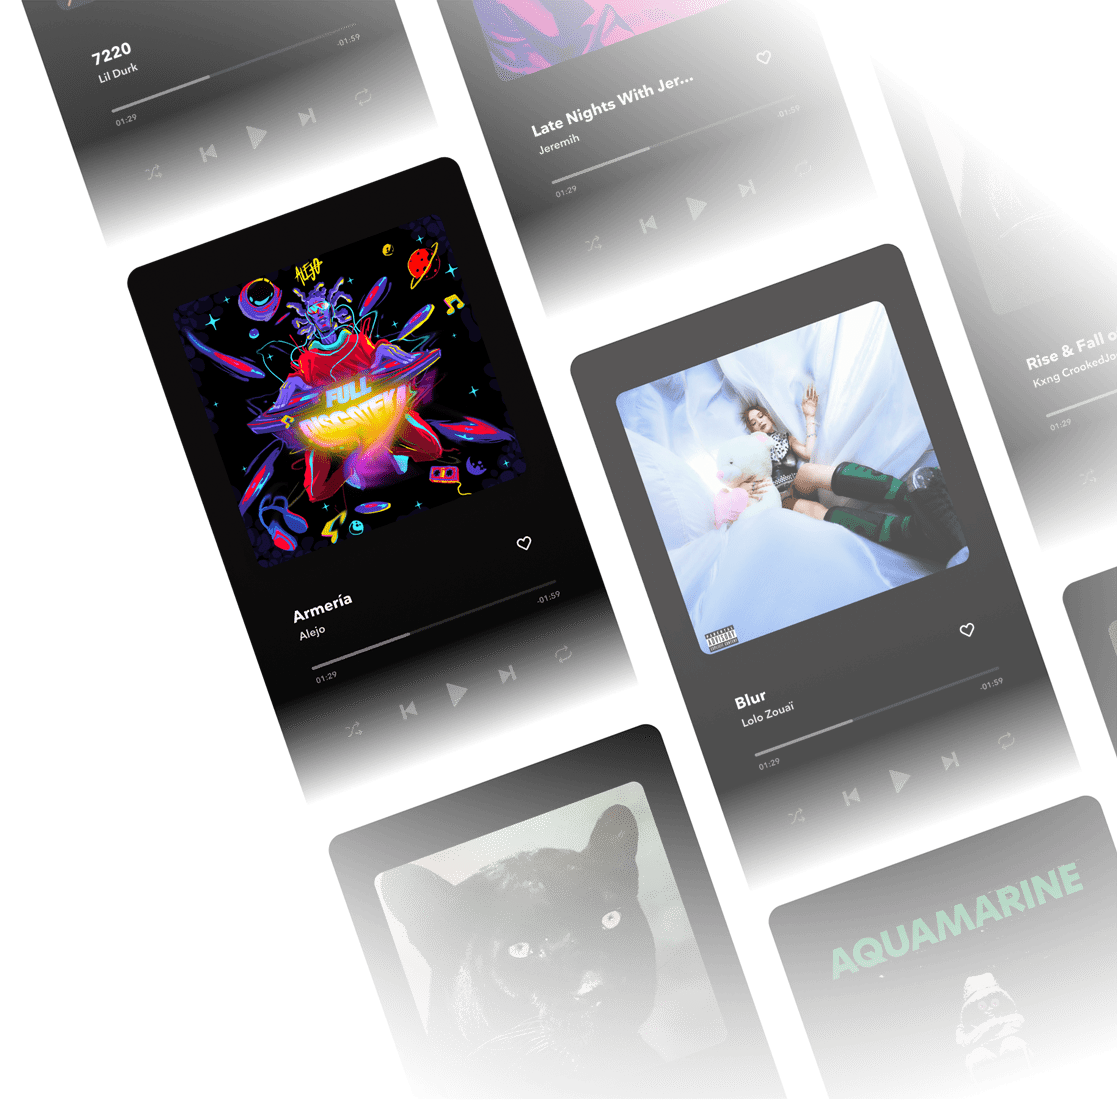 7220
Lil Durk
01:29
-01:59
Late Nights With Jer...
Jeremih
01:29
-01:59
ALEJO
FULL
DISCOTEKA
Armería
Alejo
01:29
-01:59
PARENTAL
ADVISORY
EXPLICIT CONTENT
Blur
Lolo Zouaï
01:29
-01:59
Rise & Fall o
Kxng CrookedJo
01:29
AQUAMARINE